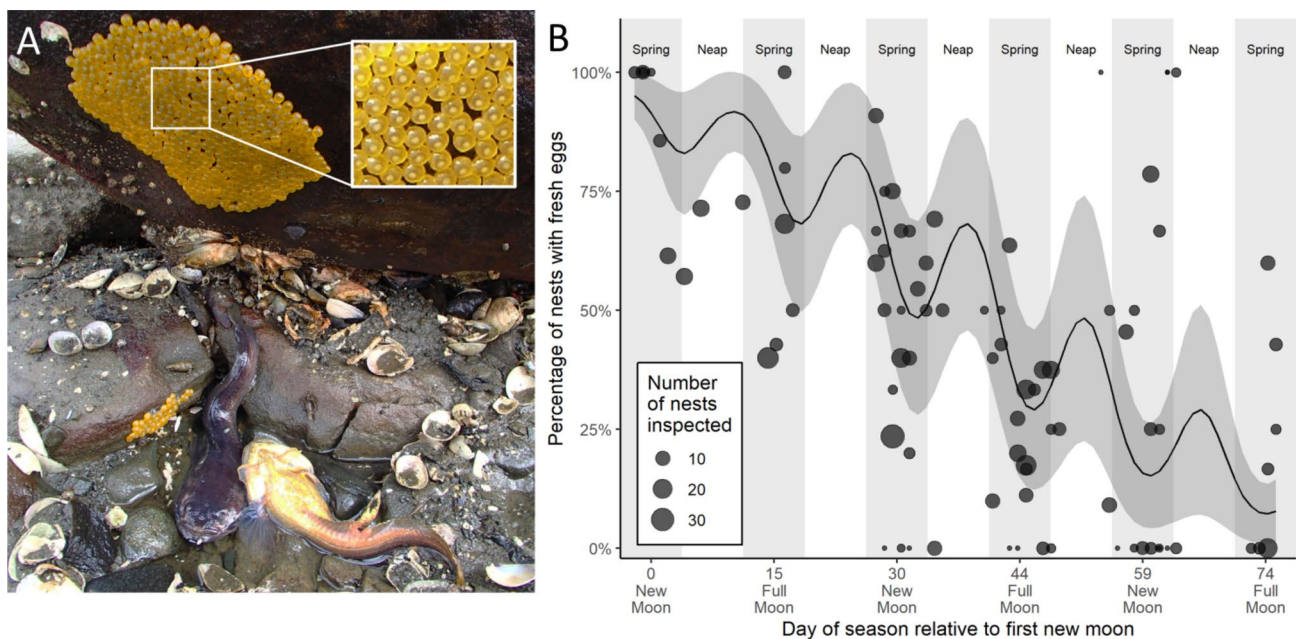 A
B
Spring Neap Spring Neap Spring Neap Spring Neap Spring Neap Spring
100%
75%
50%
25%
0%
Percentage of nests with fresh eggs
Number
of nests
inspected
10
20
30
0 15 30 44 59 74
New Full New Full New Full
Moon Moon Moon Moon Moon Moon
Day of season relative to first new moon